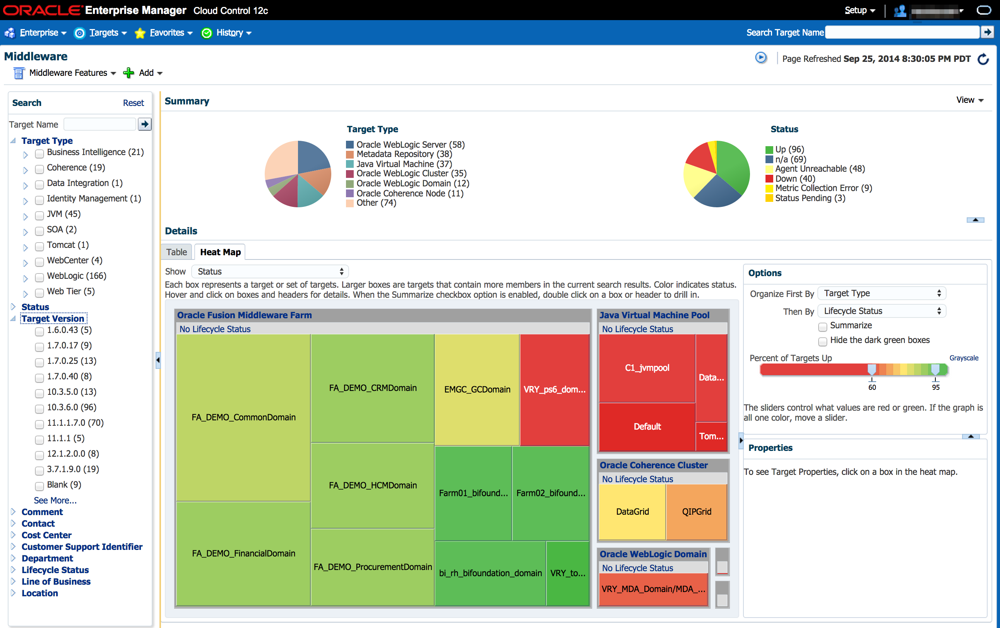 ORACLE Enterprise Manager Cloud Control 12c
Setup
Enterprise Targets Favorites History
Search Target Name
Middleware
Page Refreshed Sep 25, 2014 8:30:05 PM PDT
Middleware Features Add
Search Reset
Target Name
Target Type
Business Intelligence (21)
Coherence (19)
Data Integration (1)
Identity Management (1)
JVM (45)
SOA (2)
Tomcat (1)
WebCenter (4)
WebLogic (166)
Web Tier (5)
Status
Target Version
1.6.0.43 (5)
1.7.0.17 (9)
1.7.0.25 (13)
1.7.0.40 (8)
10.3.5.0 (13)
10.3.6.0 (96)
11.1.1.7.0 (70)
11.1.1 (5)
12.1.2.0.0 (8)
3.7.1.9.0 (19)
Blank (9)
See More...
Comment
Contact
Cost Center
Customer Support Identifier
Department
Lifecycle Status
Line of Business
Location
Summary
View
Target Type
Oracle WebLogic Server (58)
Metadata Repository (38)
Java Virtual Machine (37)
Oracle WebLogic Cluster (35)
Oracle WebLogic Domain (12)
Oracle Coherence Node (11)
Other (74)
Status
Up (96)
n/a (69)
Agent Unreachable (48)
Down (40)
Metric Collection Error (9)
Status Pending (3)
Details
Table Heat Map
Show Status
Each box represents a target or set of targets. Larger boxes are targets that contain more members in the current search results. Color indicates status.
Hover and click on boxes and headers for details. When the Summarize checkbox option is enabled, double click on a box or header to drill in.
Oracle Fusion Middleware Farm
No Lifecycle Status
FA_DEMO_CommonDomain
FA_DEMO_FinancialDomain
FA_DEMO_CRMDomain
FA_DEMO_HCMDomain
FA_DEMO_ProcurementDomain
EMGC_GCDomain
VRY_ps6_dom...
Farm01_bifound...
Farm02_bifound...
bi_rh_bifoundation_domain
VRY_to...
Java Virtual Machine Pool
No Lifecycle Status
C1_jvmpool
Data...
Default
Tom...
Oracle Coherence Cluster
No Lifecycle Status
DataGrid
QIPGrid
Oracle WebLogic Domain
No Lifecycle Status
VRY_MDA_Domain/MDA_...
Options
Organize First By Target Type
Then By Lifecycle Status
Summarize
Hide the dark green boxes
Percent of Targets Up Grayscale
60 95
The sliders control what values are red or green. If the graph is
all one color, move a slider.
Properties
To see Target Properties, click on a box in the heat map.